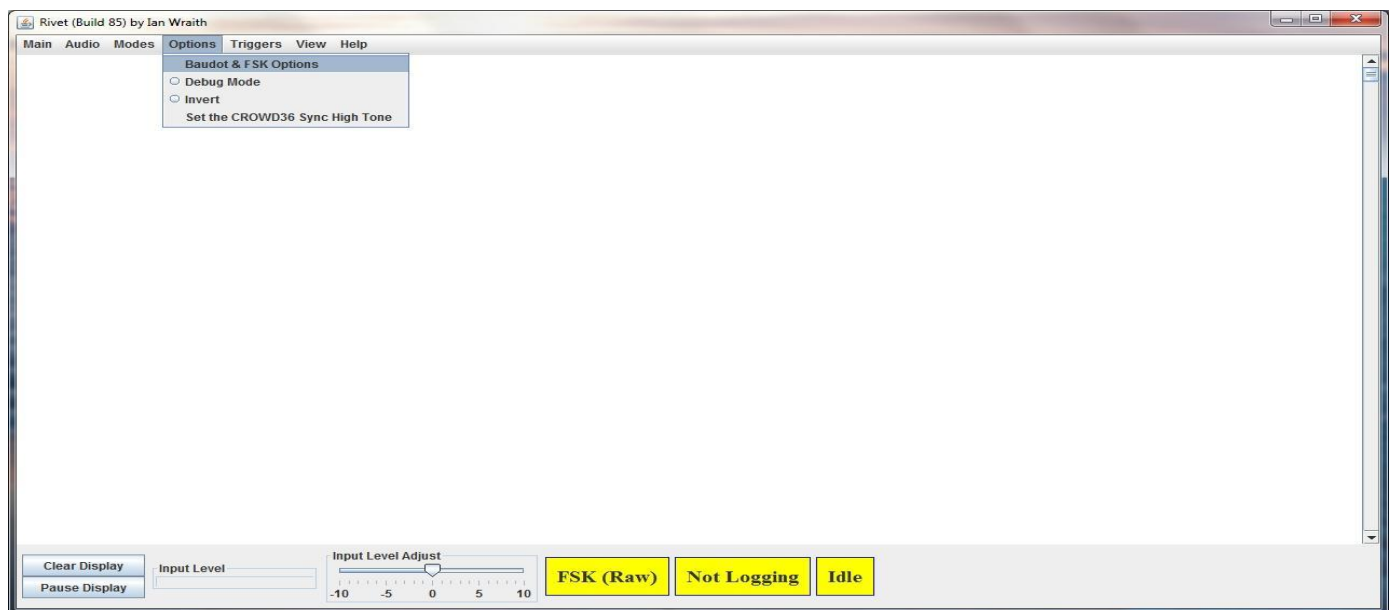 Rivet (Build 85) by Ian Wraith
Main Audio Modes Options Triggers View Help
Baudot & FSK Options
Debug Mode
Invert
Set the CROWD36 Sync High Tone
Clear Display
Pause Display
Input Level
Input Level Adjust
-10 -5 0 5 10
FSK (Raw) Not Logging Idle